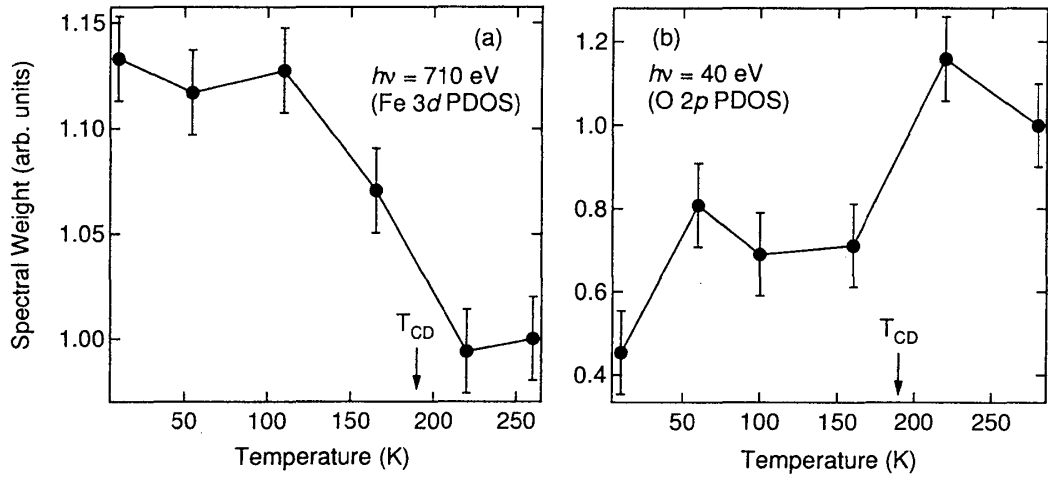 Spectral Weight (arb. units)
1.15
1.10
1.05
1.00
(a)
hν = 710 eV
(Fe 3d PDOS)
T_CD
50 100 150 200 250
Temperature (K)
1.2
1.0
0.8
0.6
0.4
(b)
hν = 40 eV
(O 2p PDOS)
T_CD
50 100 150 200 250
Temperature (K)